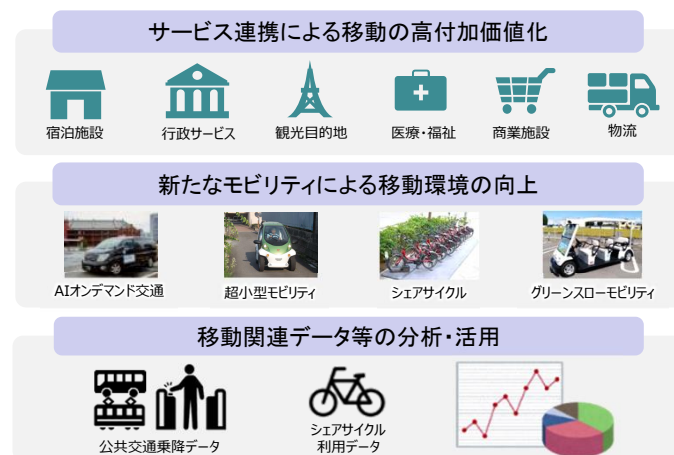 サービス連携による移動の高付加価値化
宿泊施設
行政サービス
観光目的地
医療・福祉
商業施設
物流
新たなモビリティによる移動環境の向上
AIオンデマンド交通
超小型モビリティ
シェアサイクル
グリーンスローモビリティ
移動関連データ等の分析・活用
公共交通乗降データ
シェアサイクル
利用データ